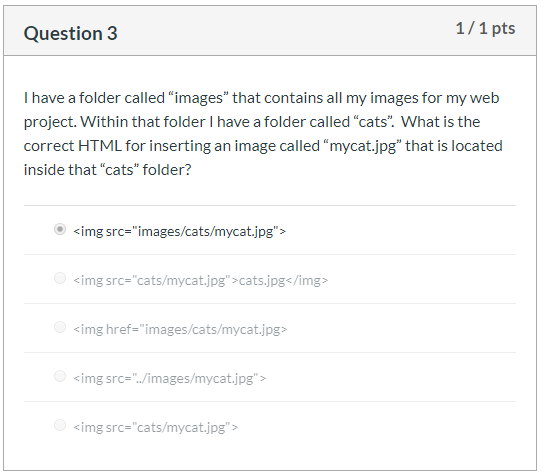 Question 3
1 / 1 pts
I have a folder called “images” that contains all my images for my web
project. Within that folder I have a folder called “cats”.  What is the
correct HTML for inserting an image called “mycat.jpg” that is located
inside that “cats” folder?
<img src="images/cats/mycat.jpg">
<img src="cats/mycat.jpg">cats.jpg</img>
<img href="images/cats/mycat.jpg>
<img src="../images/mycat.jpg">
<img src="cats/mycat.jpg">